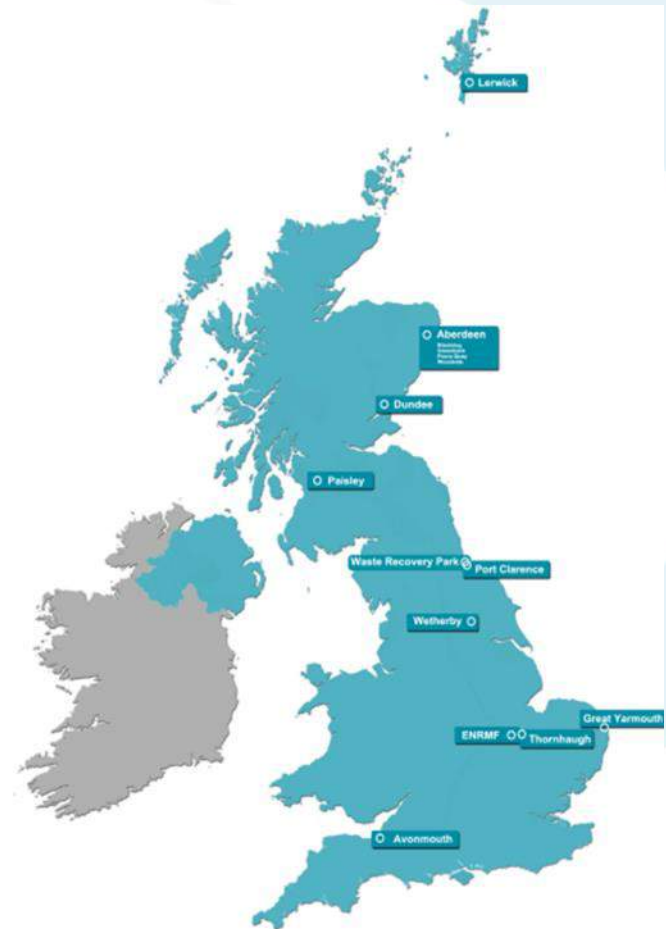 Lerwick
Aberdeen
Dundee
Paisley
Waste Recovery Park
Port Clarence
Wetherby
Great Yarmouth
ENRMF
Thornhaugh
Avonmouth